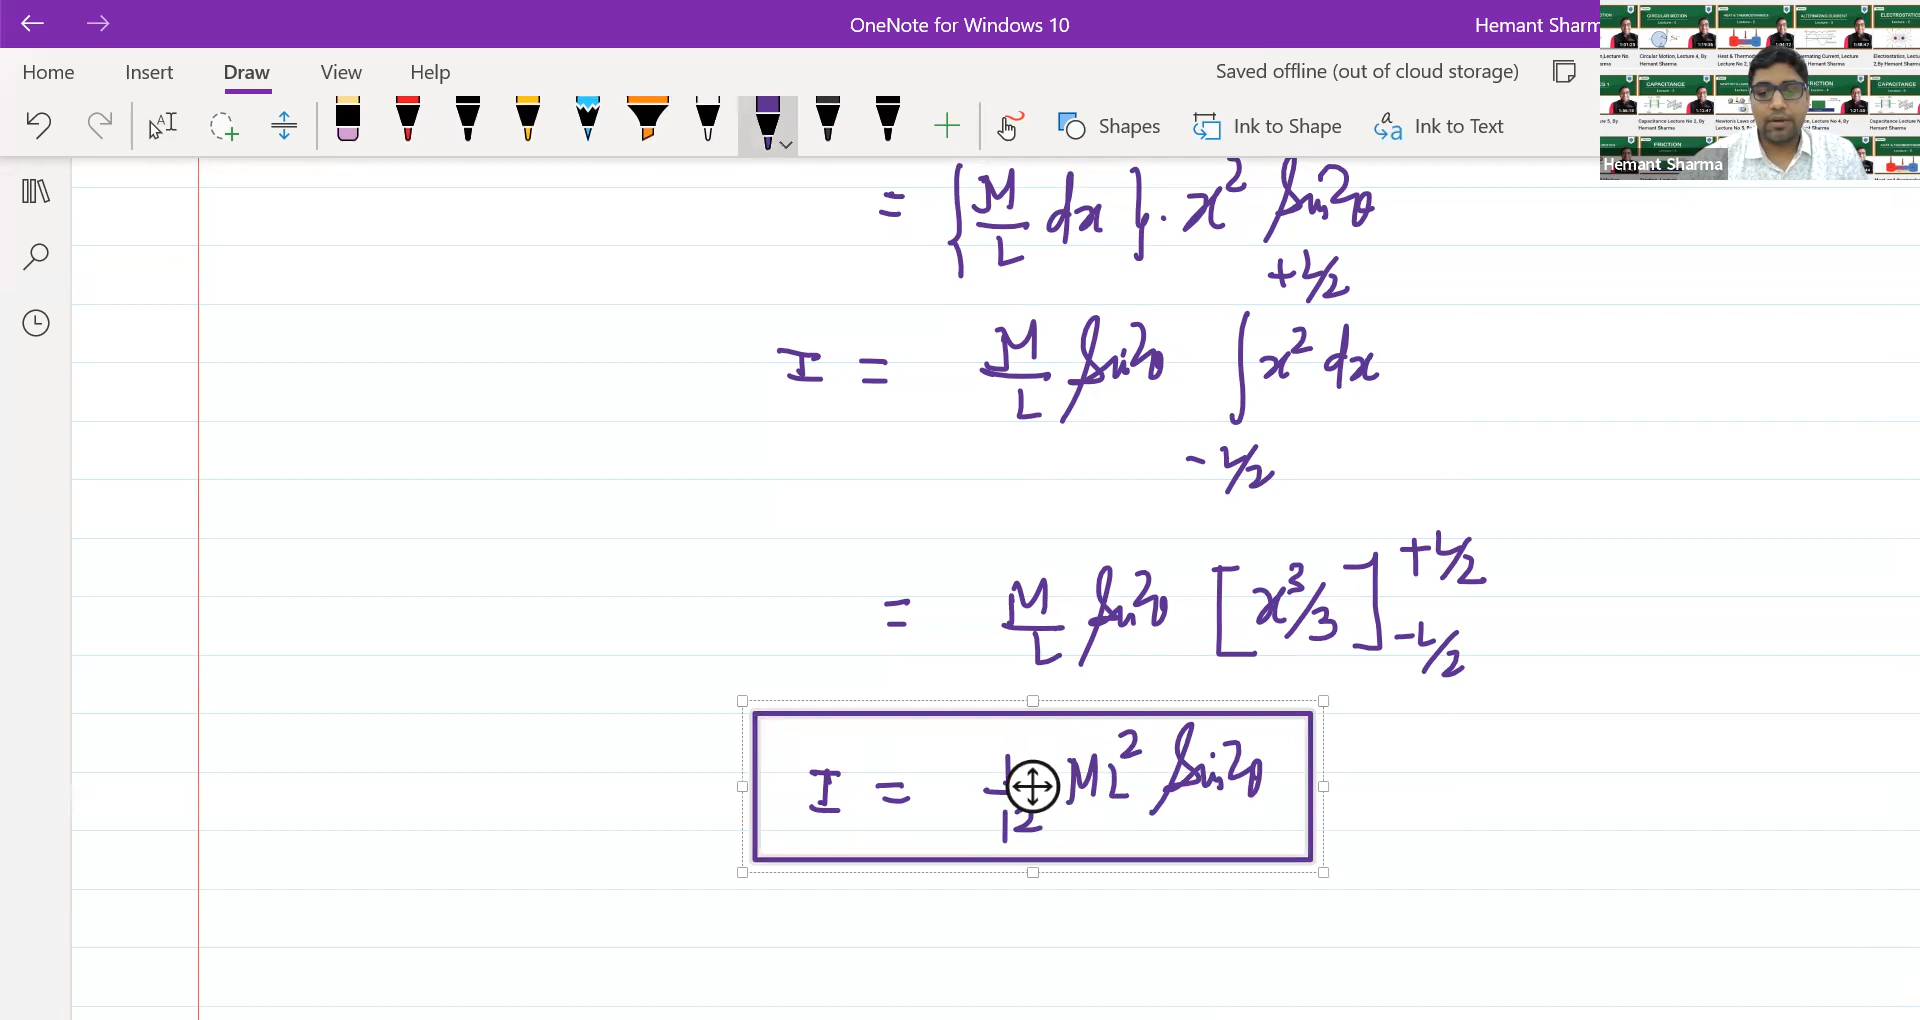 OneNote for Windows 10
Hemant Sharm
Home Insert Draw View Help
Saved offline (out of cloud storage)
Shapes
Ink to Shape
Ink to Text
Hemant Sharma
= {M/L dx}. x² Sin²θ
I = M/L Sin²θ ∫ x² dx
+L/2
-L/2
= M/L Sin²θ [x³/3] +L/2 -L/2
I = 1/12 ML² Sin²θ